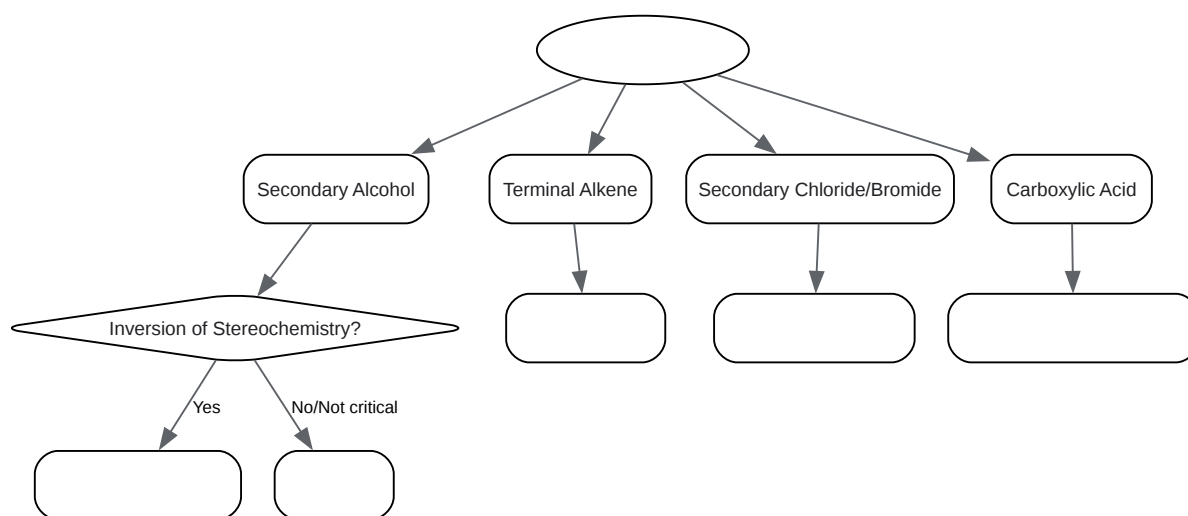 Secondary Alcohol
Terminal Alkene
Secondary Chloride/Bromide
Carboxylic Acid
Inversion of Stereochemistry?
Yes
No/Not critical